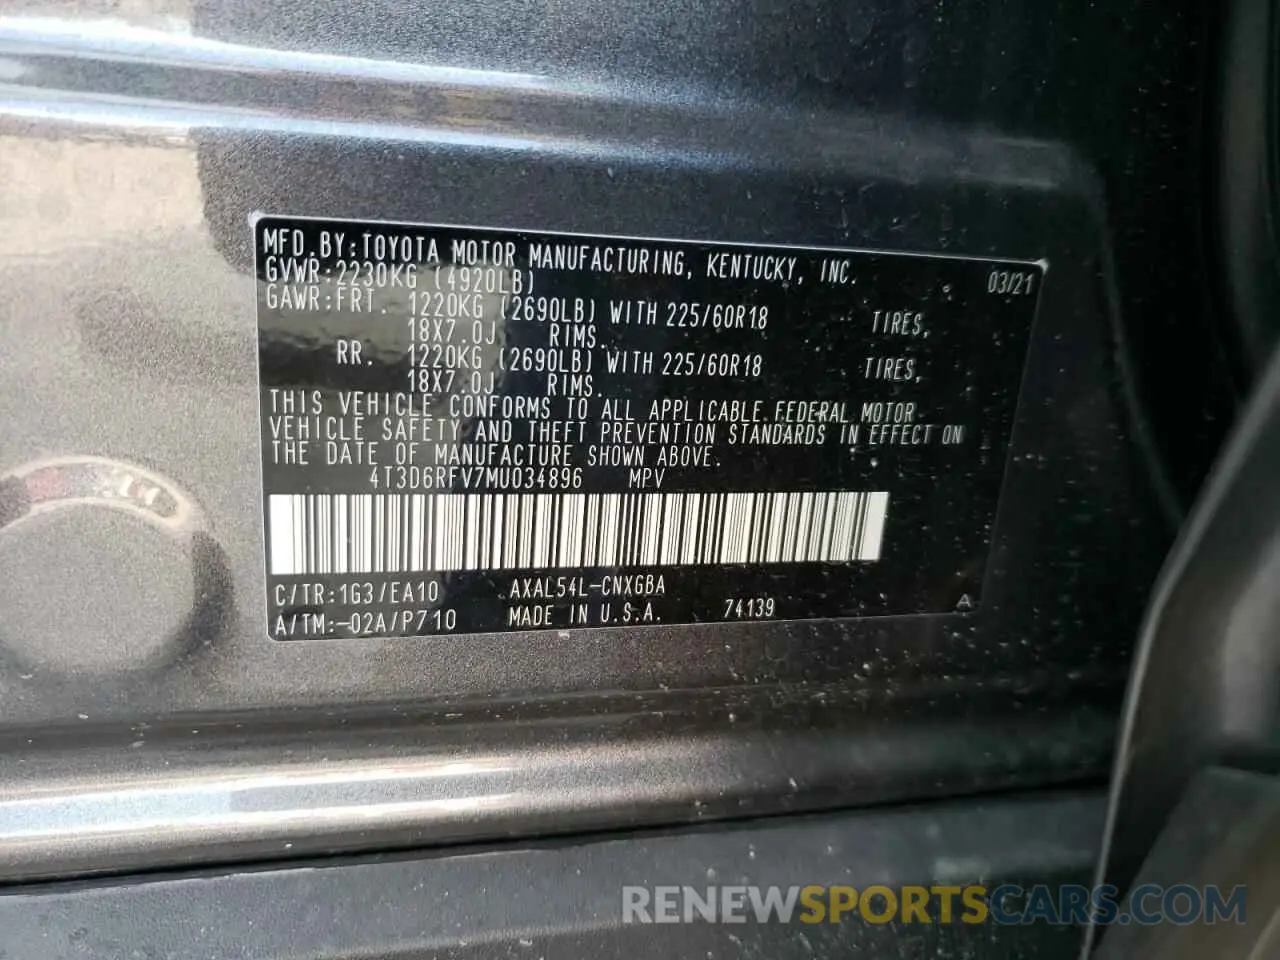 MFD.BY:TOYOTA MOTOR MANUFACTURING, KENTUCKY, INC. 03/21
GVWR:2230KG (4920LB)
GAWR:FRT. 1220KG (2690LB) WITH 225/60R18 TIRES,
18X7.0J RIMS.
RR. 1220KG (2690LB) WITH 225/60R18 TIRES,
18X7.0J RIMS.
THIS VEHICLE CONFORMS TO ALL APPLICABLE FEDERAL MOTOR
VEHICLE SAFETY AND THEFT PREVENTION STANDARDS IN EFFECT ON
THE DATE OF MANUFACTURE SHOWN ABOVE.
4T3D6RFV7MU034896 MPV
C/TR:1G3/EA10 AXAL54L-CNXGBA
A/TM:-02A/P710 MADE IN U.S.A. 74139 A
RENEWSPORTSCARS.COM